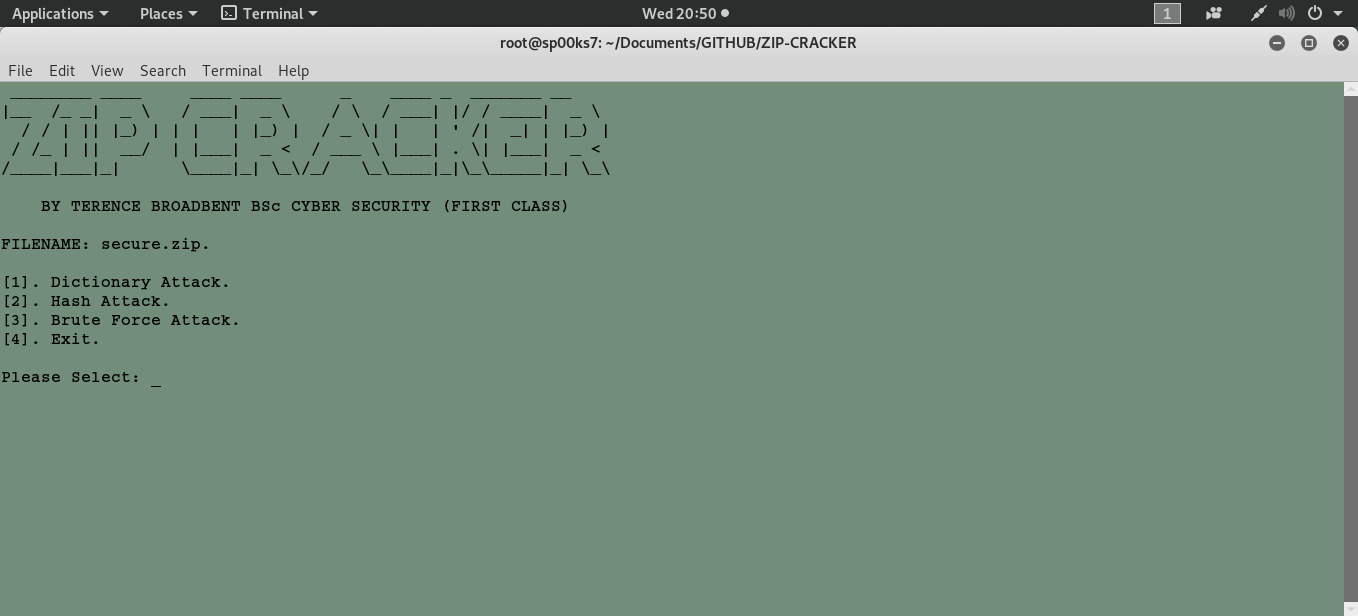 Applications Places Terminal Wed 20:50 1
root@sp00ks7: ~/Documents/GITHUB/ZIP-CRACKER
File Edit View Search Terminal Help
ZIP CRACKER
BY TERENCE BROADBENT BSc CYBER SECURITY (FIRST CLASS)
FILENAME: secure.zip.
[1]. Dictionary Attack.
[2]. Hash Attack.
[3]. Brute Force Attack.
[4]. Exit.
Please Select: _